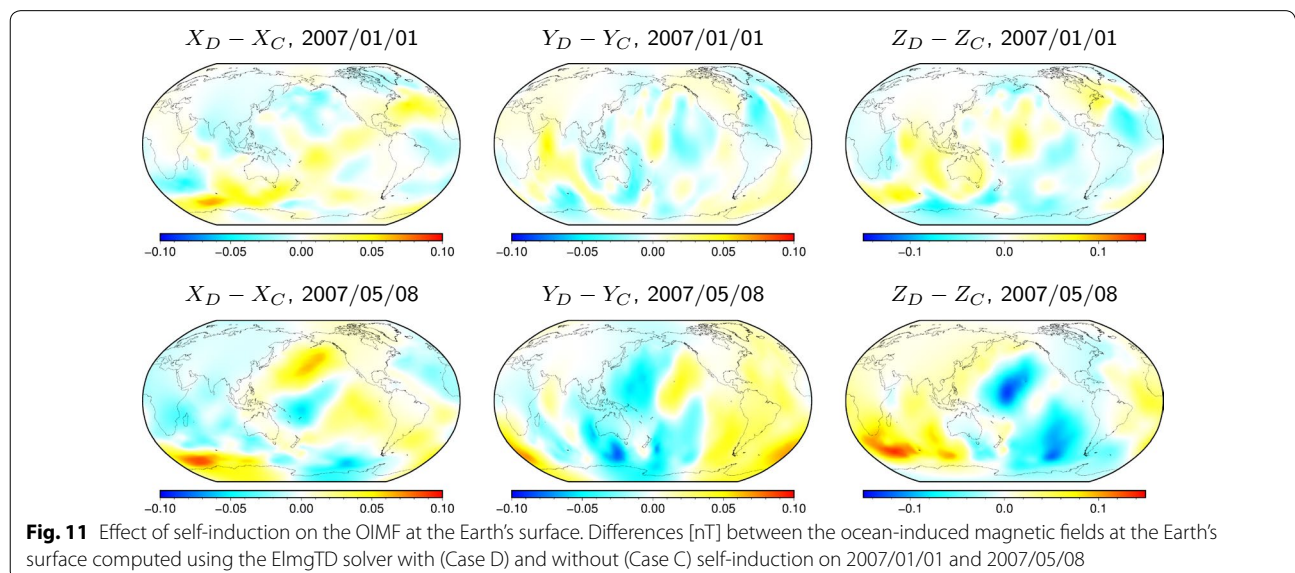 X_D − X_C, 2007/01/01 Y_D − Y_C, 2007/01/01 Z_D − Z_C, 2007/01/01
−0.10 −0.05 0.00 0.05 0.10 −0.10 −0.05 0.00 0.05 0.10 −0.1 0.0 0.1
X_D − X_C, 2007/05/08 Y_D − Y_C, 2007/05/08 Z_D − Z_C, 2007/05/08
−0.10 −0.05 0.00 0.05 0.10 −0.10 −0.05 0.00 0.05 0.10 −0.1 0.0 0.1
Fig. 11 Effect of self-induction on the OIMF at the Earth’s surface. Differences [nT] between the ocean-induced magnetic fields at the Earth’s
surface computed using the ElmgTD solver with (Case D) and without (Case C) self-induction on 2007/01/01 and 2007/05/08